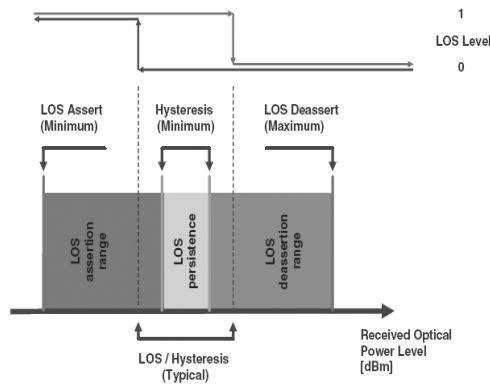 1
LOS Level
0
LOS Assert
(Minimum)
Hysteresis
(Minimum)
LOS Deassert
(Maximum)
LOS
assertion
range
LOS
persistence
LOS
deassertion
range
LOS / Hysteresis
(Typical)
Received Optical
Power Level
[dBm]